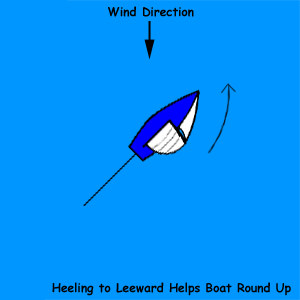 Wind Direction
Heeling to Leeward Helps Boat Round Up